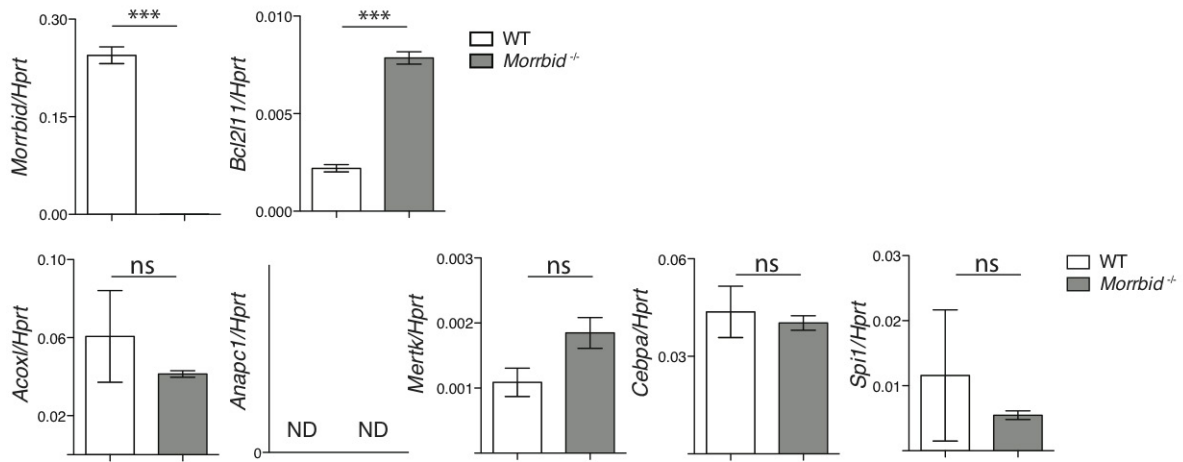 ***
0.30
0.15
0.00
Morrbid/Hprt
***
0.010
0.005
0.000
Bcl2l11/Hprt
WT
Morrbid -/-
ns
0.10
0.06
0.02
Acoxl/Hprt
Anapc1/Hprt
ND ND
0
ns
0.003
0.002
0.001
Mertk/Hprt
ns
0.06
0.03
Cebpa/Hprt
ns
0.03
0.02
0.01
Spi1/Hprt
WT
Morrbid -/-